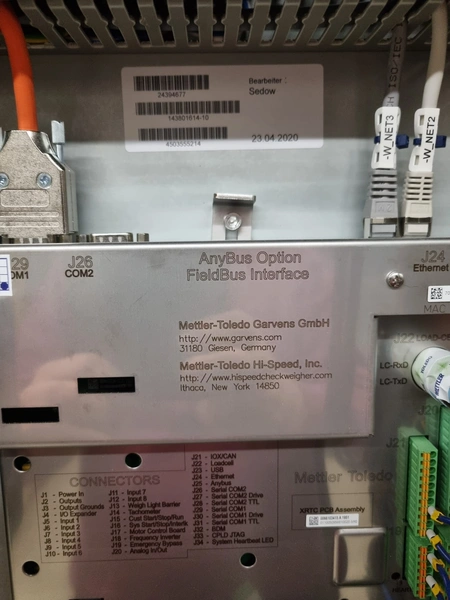 24394677
143801614-10
4503555214
Bearbeiter :
Sedow
23.04.2020
-W_NET3
-W_NET2
ISO/IEC
J29
COM1
J26
COM2
AnyBus Option
FieldBus Interface
J24
Ethernet
MAC
Mettler-Toledo Garvens GmbH
http://www.garvens.com
31180 Giesen, Germany
Mettler-Toledo Hi-Speed, Inc.
http://www.hispeedcheckweigher.com
Ithaca, New York 14850
J22
LC-RxD
LC-TxD
METTLER
J21
CONNECTORS
J1 - Power In
J2 - Outputs
J3 - Output Grounds
J4 - I/O Expander
J5 - Input 1
J6 - Input 2
J7 - Input 3
J8 - Input 4
J9 - Input 5
J10 - Input 6
J11 - Input 7
J12 - Input 8
J13 - Weigh Light Barrier
J14 - Tachometer
J15 - Cust Start/Stop/Run
J16 - Sys Start/Stop/Interlk
J17 - Motor Control Board
J18 - Frequency Inverter
J19 - Emergency Bypass
J20 - Analog In/Out
J21 - IOX/CAN
J22 - Loadcell
J23 - USB
J24 - Ethernet
J25 - Anybus
J26 - Serial COM2
J27 - Serial COM2 Drive
J28 - Serial COM2 TTL
J29 - Serial COM1
J30 - Serial COM1 Drive
J31 - Serial COM1 TTL
J32 - BDM
J33 - CPLD JTAG
J34 - System Heartbeat LED
Mettler Toledo
XRTC PCB Assembly